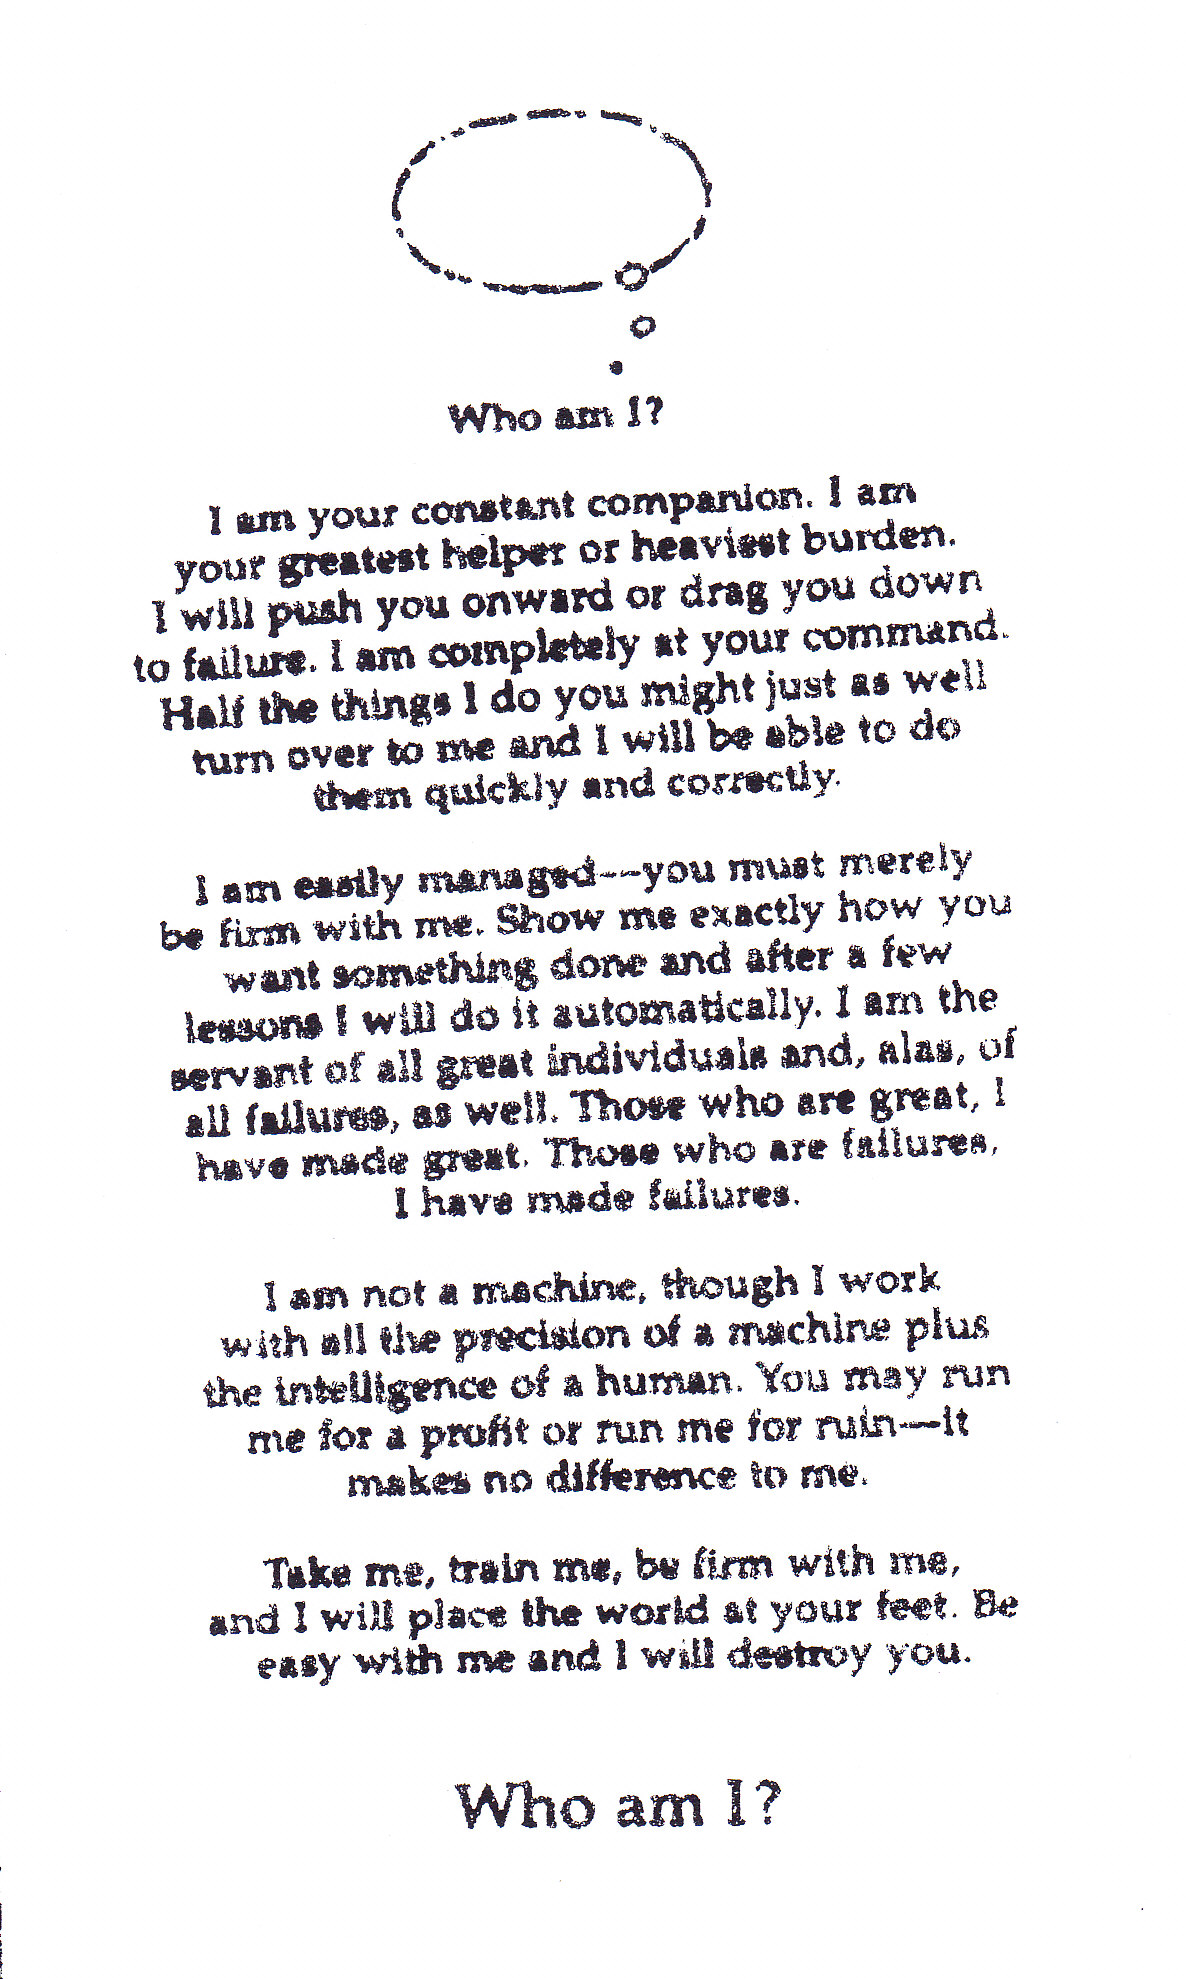 Who am I?
I am your constant companion. I am
your greatest helper or heaviest burden.
I will push you onward or drag you down
to failure. I am completely at your command.
Half the things I do you might just as well
turn over to me and I will be able to do
them quickly and correctly.
I am easily managed--you must merely
be firm with me. Show me exactly how you
want something done and after a few
lessons I will do it automatically. I am the
servant of all great individuals and, alas, of
all failures, as well. Those who are great, I
have made great. Those who are failures,
I have made failures.
I am not a machine, though I work
with all the precision of a machine plus
the intelligence of a human. You may run
me for a profit or run me for ruin—it
makes no difference to me.
Take me, train me, be firm with me,
and I will place the world at your feet. Be
easy with me and I will destroy you.
Who am I?